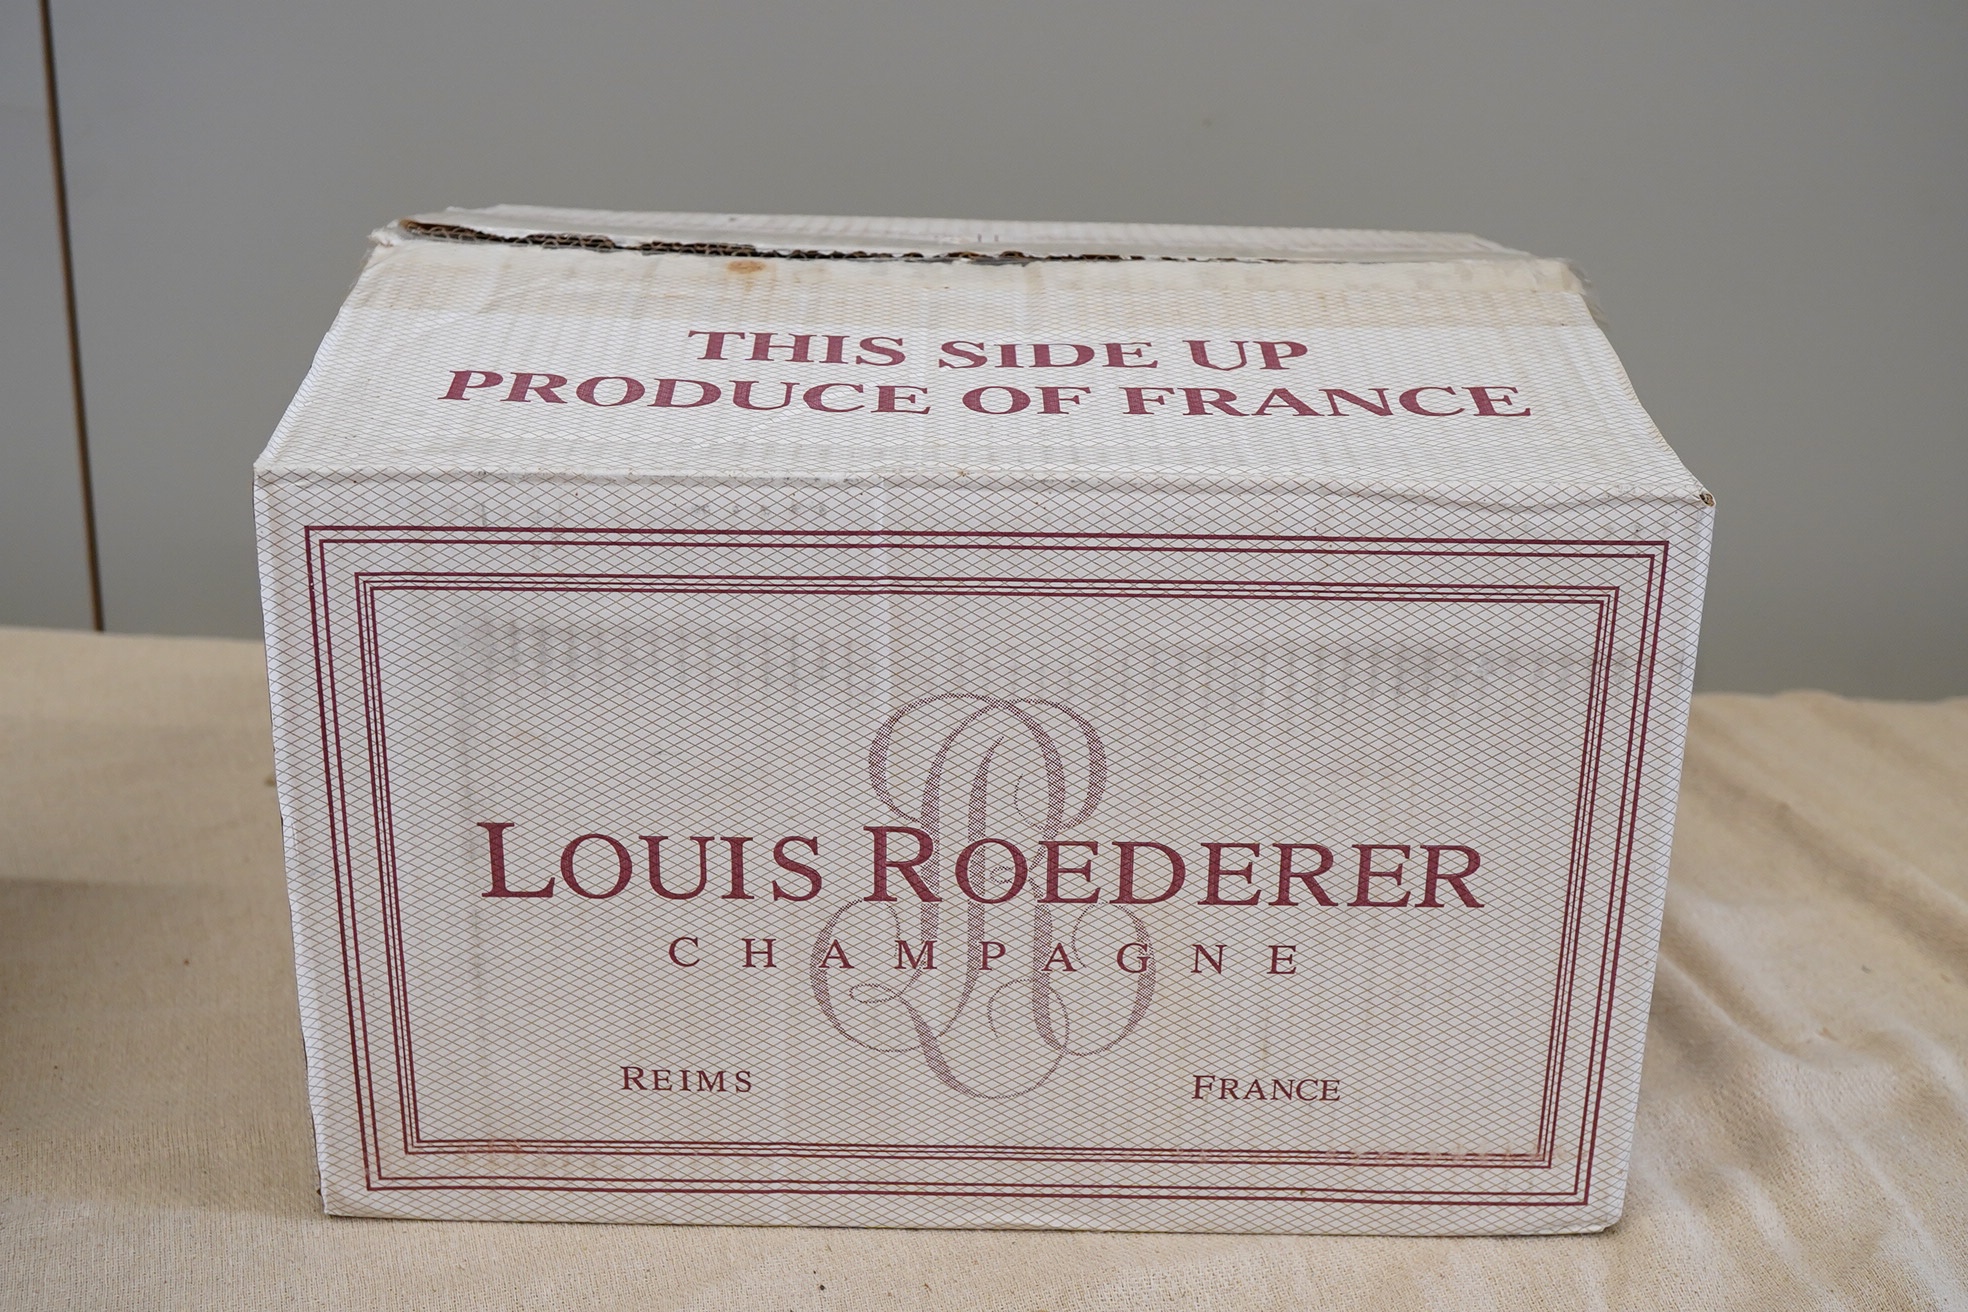 THIS SIDE UP
PRODUCE OF FRANCE
LOUIS ROEDERER
CHAMPAGNE
REIMS FRANCE